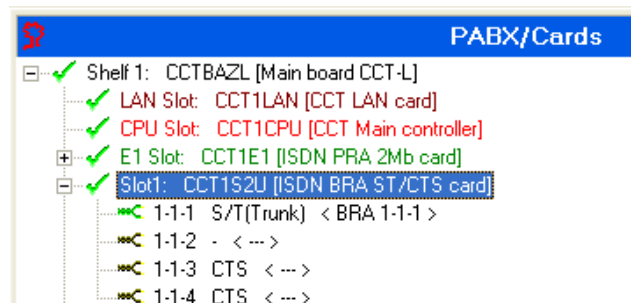 PABX/Cards
Shelf 1: CCTBAZL [Main board CCT-L]
LAN Slot: CCT1LAN [CCT LAN card]
CPU Slot: CCT1CPU [CCT Main controller]
E1 Slot: CCT1E1 [ISDN PRA 2Mb card]
Slot1: CCT1S2U [ISDN BRA ST/CTS card]
1-1-1 S/T(Trunk) < BRA 1-1-1 >
1-1-2 - < --- >
1-1-3 CTS < --- >
1-1-4 CTS < --- >